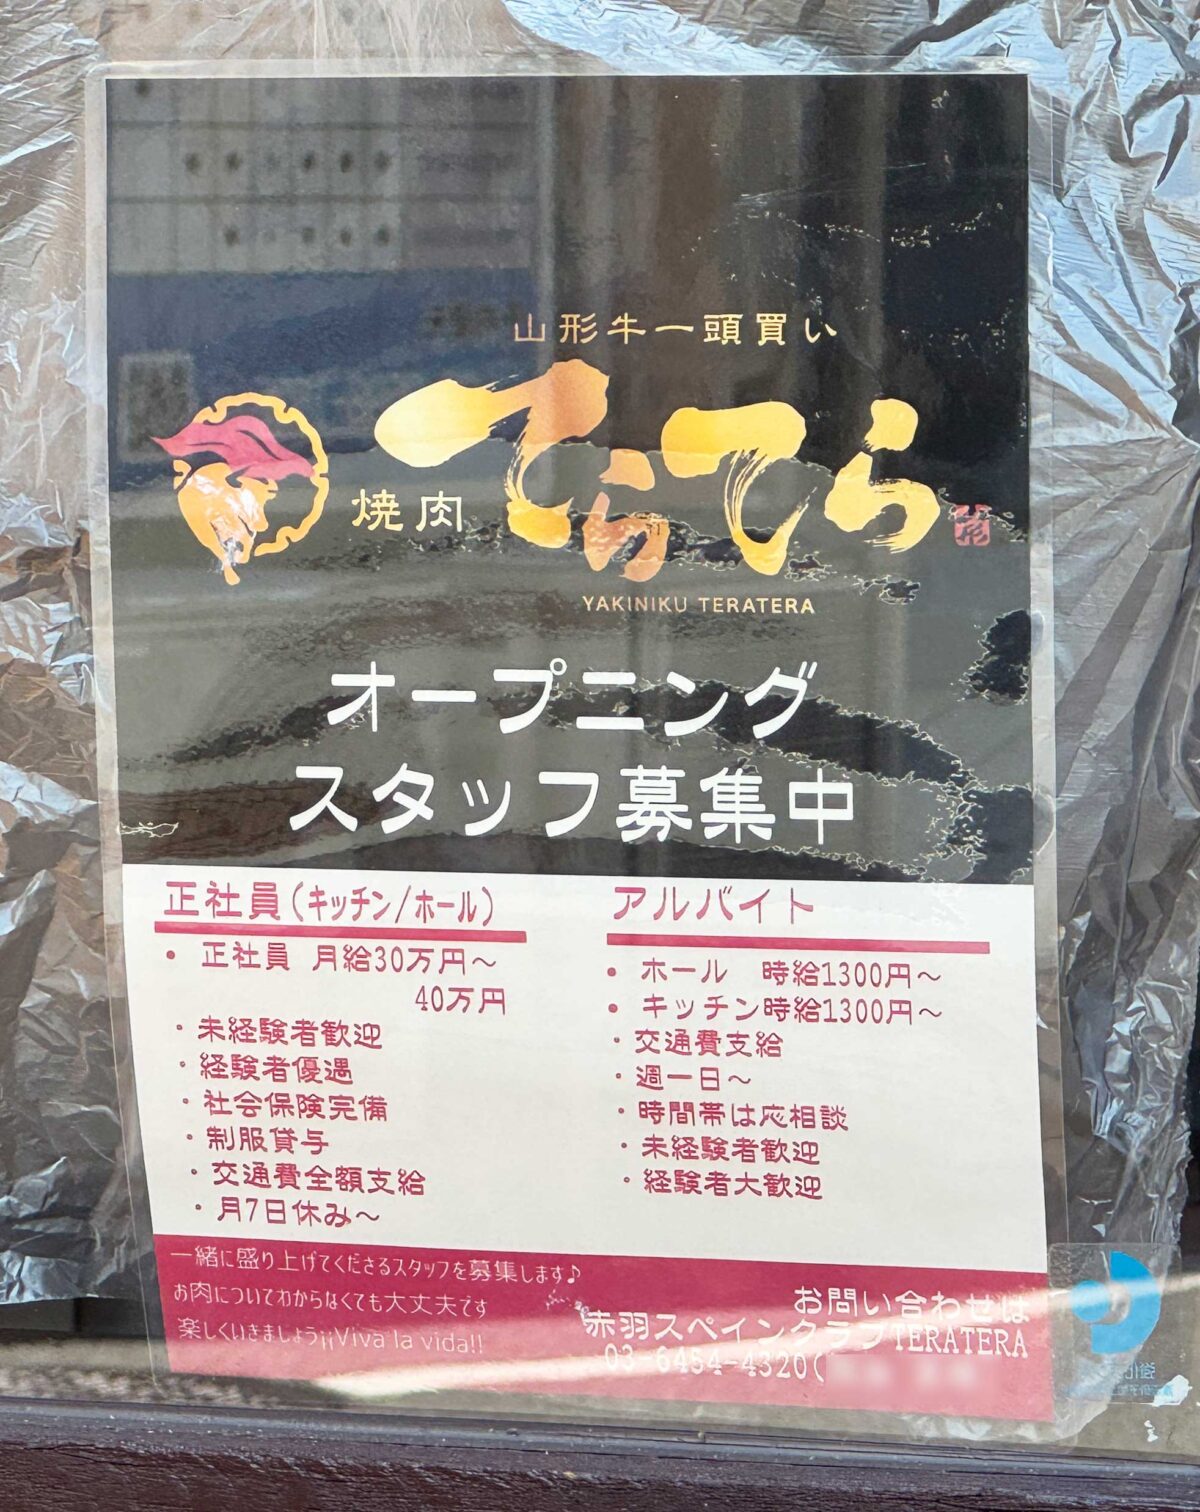 山形牛一頭買い
焼肉 てらてら
YAKINIKU TERATERA
オープニング
スタッフ募集中
正社員(キッチン/ホール)
・正社員 月給30万円～
40万円
・未経験者歓迎
・経験者優遇
・社会保険完備
・制服貸与
・交通費全額支給
・月7日休み～
アルバイト
・ホール 時給1300円～
・キッチン時給1300円～
・交通費支給
・週一日～
・時間帯は応相談
・未経験者歓迎
・経験者大歓迎
一緒に盛り上げてくださるスタッフを募集します♪
お肉についてわからなくても大丈夫です
楽しくいきましょう¡¡Viva la vida!!
お問い合わせは
赤羽スペインクラブTERATERA
03-6454-4320(